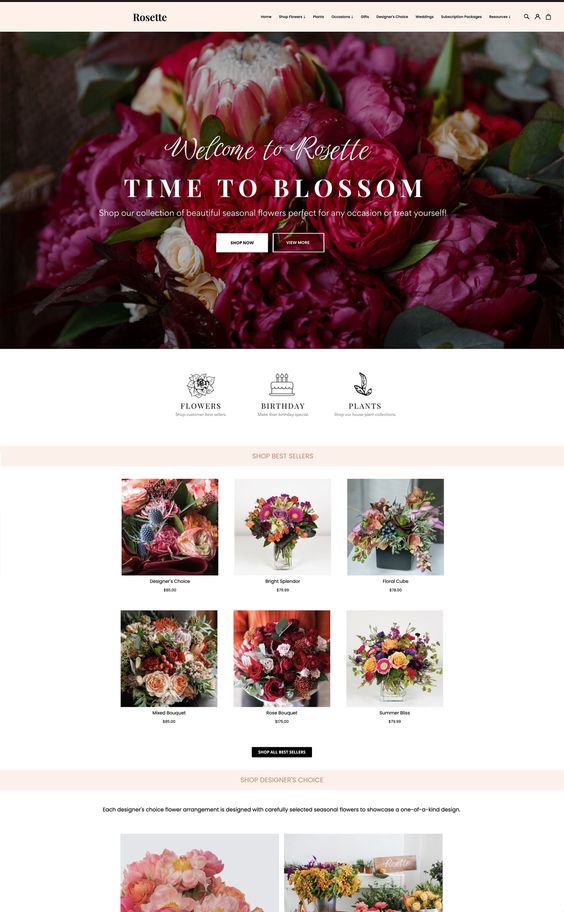 Rosette
Home Shop Flowers ↓ Plants Occasions ↓ Gifts Designer's Choice Weddings Subscription Packages Resources ↓
Welcome to Rosette
TIME TO BLOSSOM
Shop our collection of beautiful seasonal flowers perfect for any occasion or treat yourself!
SHOP NOW VIEW MORE
FLOWERS BIRTHDAY PLANTS
Shop customer best sellers. Make their birthday special. Shop our house plant collections.
SHOP BEST SELLERS
Designer's Choice Bright Splendor Floral Cube
$85.00 $79.99 $78.00
Mixed Bouquet Rose Bouquet Summer Bliss
$85.00 $175.00 $79.99
SHOP ALL BEST SELLERS
SHOP DESIGNER'S CHOICE
Each designer's choice flower arrangement is designed with carefully selected seasonal flowers to showcase a one-of-a-kind design.
Rosette